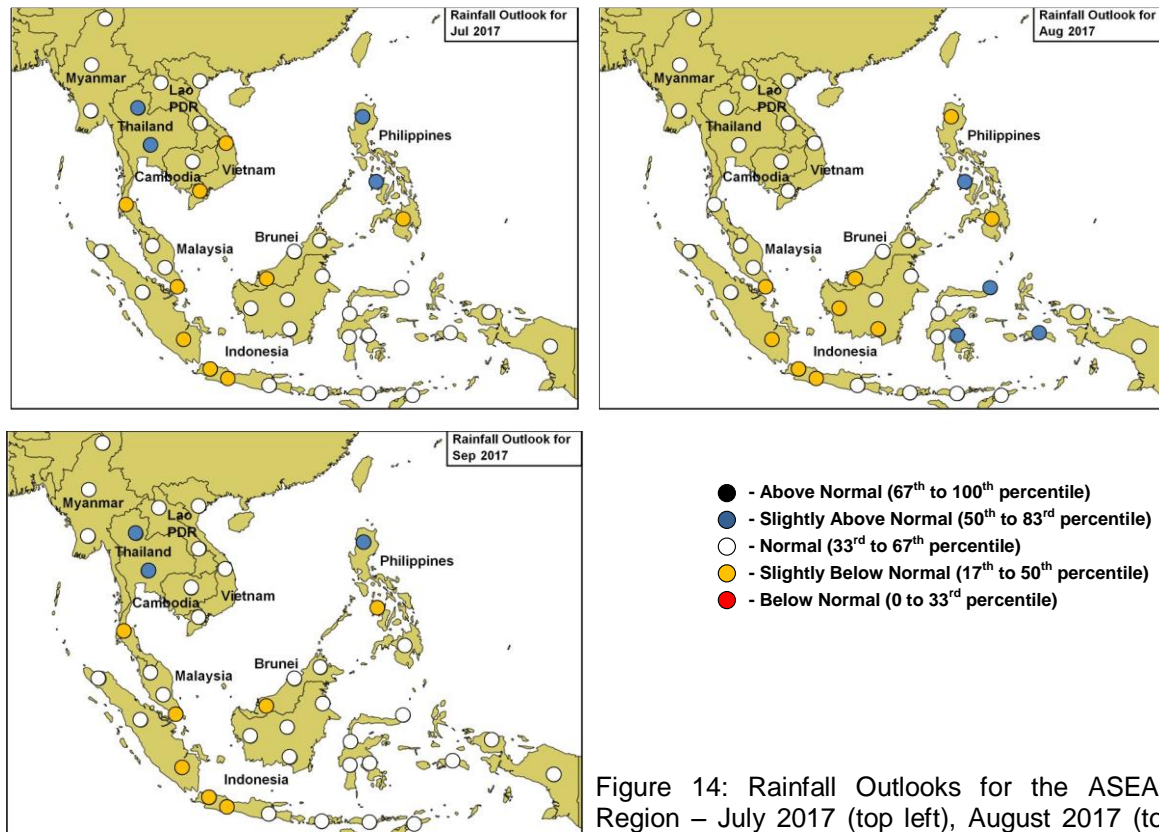 Rainfall Outlook for
Jul 2017
Myanmar
Lao
PDR
Thailand
Philippines
Cambodia
Vietnam
Malaysia
Brunei
Indonesia
Rainfall Outlook for
Aug 2017
Myanmar
Lao
PDR
Thailand
Philippines
Cambodia
Vietnam
Malaysia
Brunei
Indonesia
Rainfall Outlook for
Sep 2017
Myanmar
Lao
PDR
Thailand
Philippines
Cambodia
Vietnam
Malaysia
Brunei
Indonesia
- Above Normal (67th to 100th percentile)
- Slightly Above Normal (50th to 83rd percentile)
- Normal (33rd to 67th percentile)
- Slightly Below Normal (17th to 50th percentile)
- Below Normal (0 to 33rd percentile)
Figure 14: Rainfall Outlooks for the ASEA
Region – July 2017 (top left), August 2017 (to